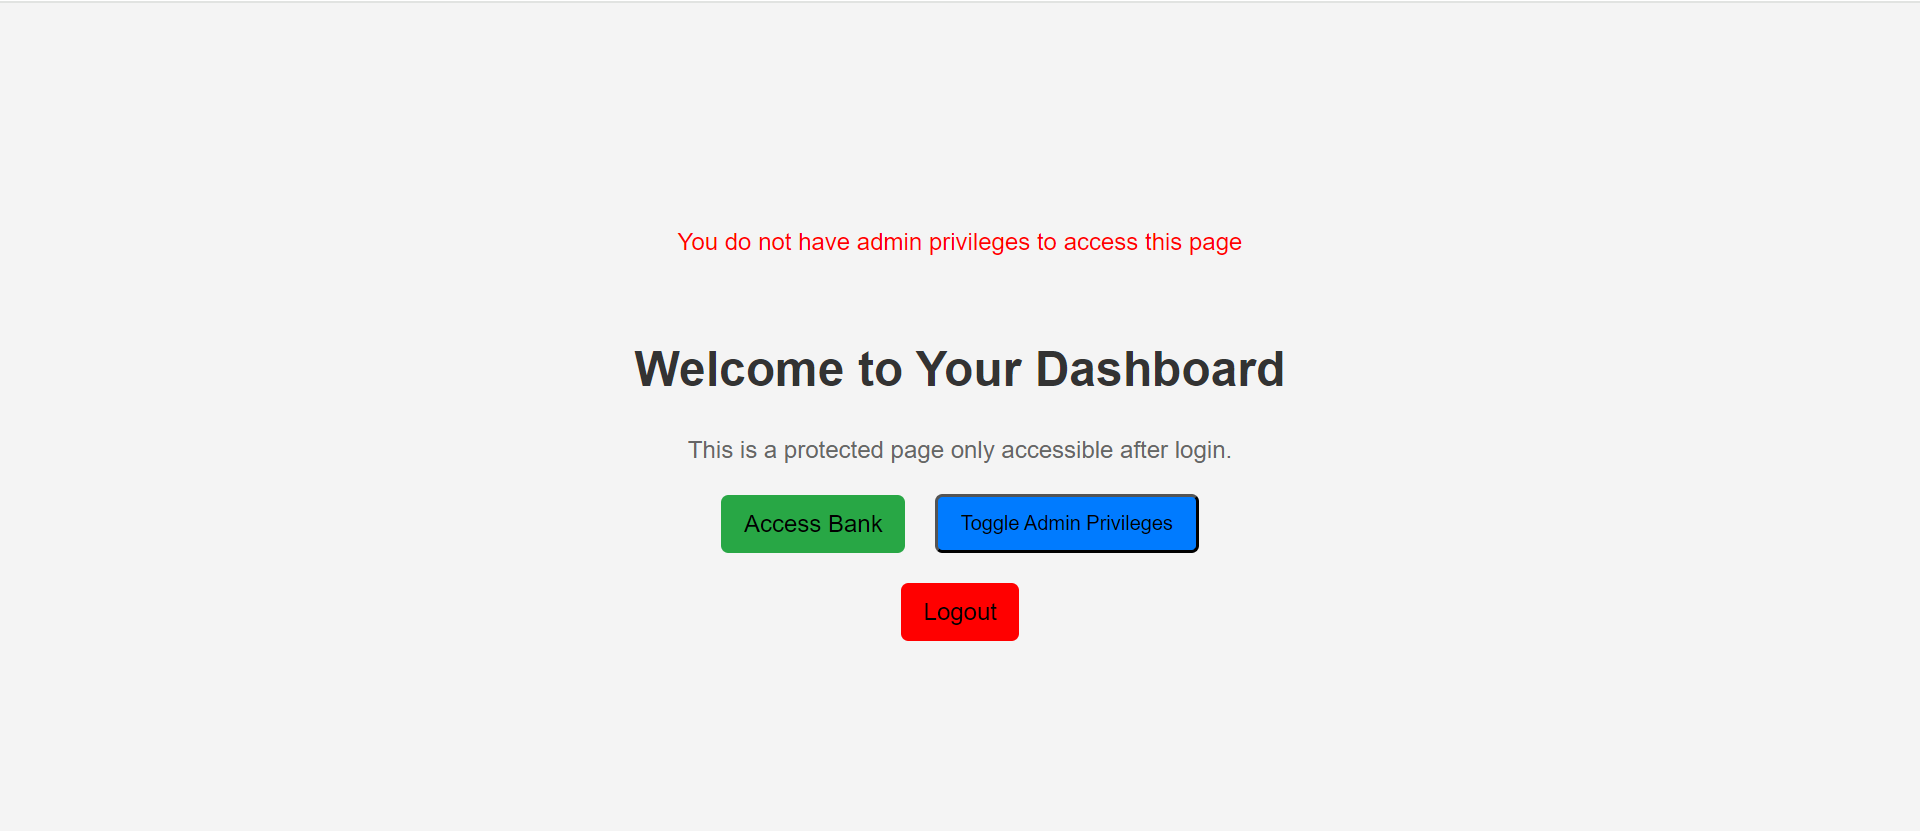 You do not have admin privileges to access this page
Welcome to Your Dashboard
This is a protected page only accessible after login.
Access Bank
Toggle Admin Privileges
Logout